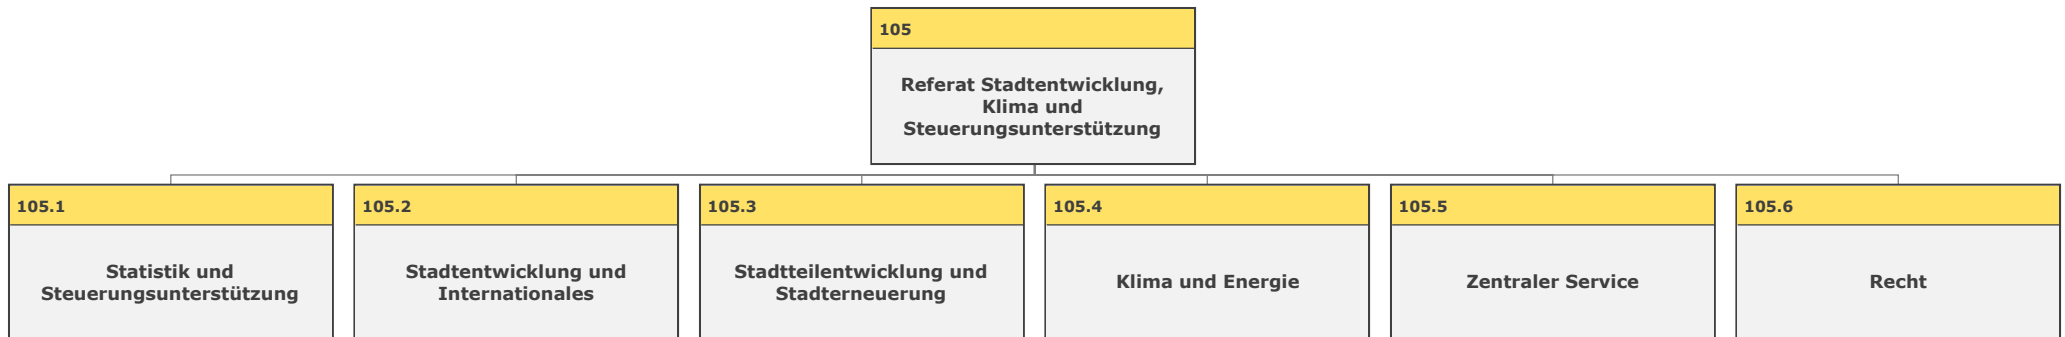 105
Referat Stadtentwicklung,
Klima und
Steuerungsunterstützung
105.1
Statistik und
Steuerungsunterstützung
105.2
Stadtentwicklung und
Internationales
105.3
Stadtteilentwicklung und
Stadterneuerung
105.4
Klima und Energie
105.5
Zentraler Service
105.6
Recht